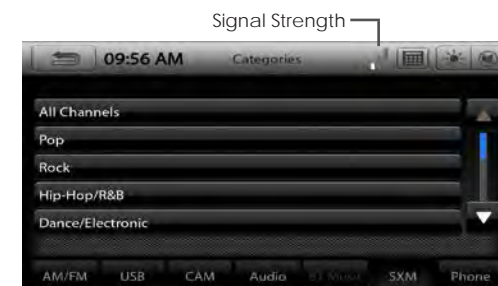 Signal Strength
09:56 AM Categories
All Channels
Pop
Rock
Hip-Hop/R&B
Dance/Electronic
AM/FM USB CAM Audio BT Music SXM Phone